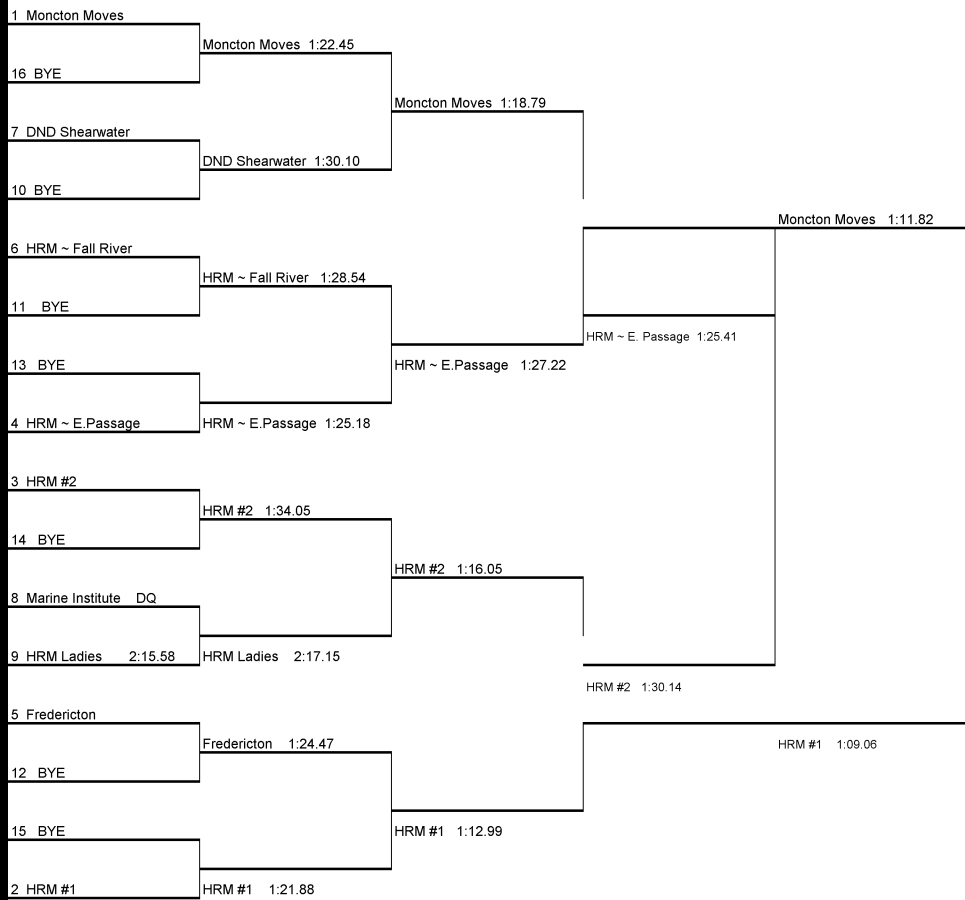 1 Moncton Moves
Moncton Moves 1:22.45
16 BYE
Moncton Moves 1:18.79
7 DND Shearwater
DND Shearwater 1:30.10
10 BYE
Moncton Moves 1:11.82
6 HRM ~ Fall River
HRM ~ Fall River 1:28.54
11 BYE
HRM ~ E. Passage 1:25.41
13 BYE
HRM ~ E.Passage 1:27.22
4 HRM ~ E.Passage
HRM ~ E.Passage 1:25.18
3 HRM #2
HRM #2 1:34.05
14 BYE
HRM #2 1:16.05
8 Marine Institute DQ
9 HRM Ladies 2:15.58
HRM Ladies 2:17.15
HRM #2 1:30.14
5 Fredericton
Fredericton 1:24.47
HRM #1 1:09.06
12 BYE
15 BYE
HRM #1 1:12.99
2 HRM #1
HRM #1 1:21.88